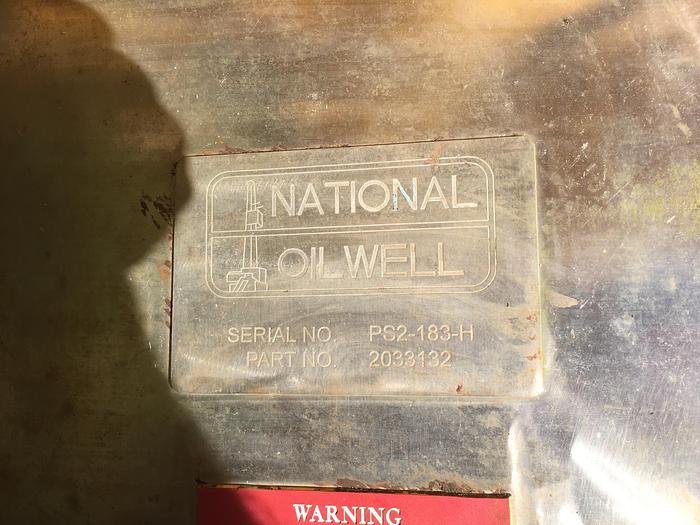 NATIONAL
OILWELL
SERIAL NO. PS2-183-H
PART NO. 2033132
WARNING